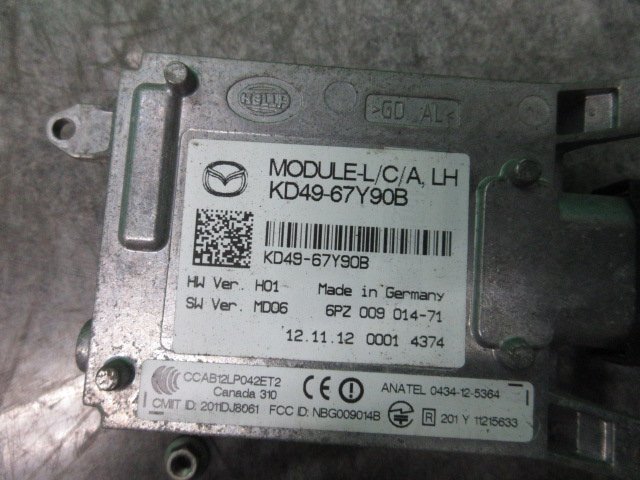 HELLA
>GD AL<
MODULE-L/C/A, LH
KD49-67Y90B
KD49-67Y90B
HW Ver. H01 Made in Germany
SW Ver. MD06 6PZ 009 014-71
12.11.12 0001 4374
CCAB12LP042ET2
Canada 310
ANATEL 0434-12-5364
CMIIT ID: 2011DJ8061 FCC ID: NBG009014B
R 201 Y 11215633